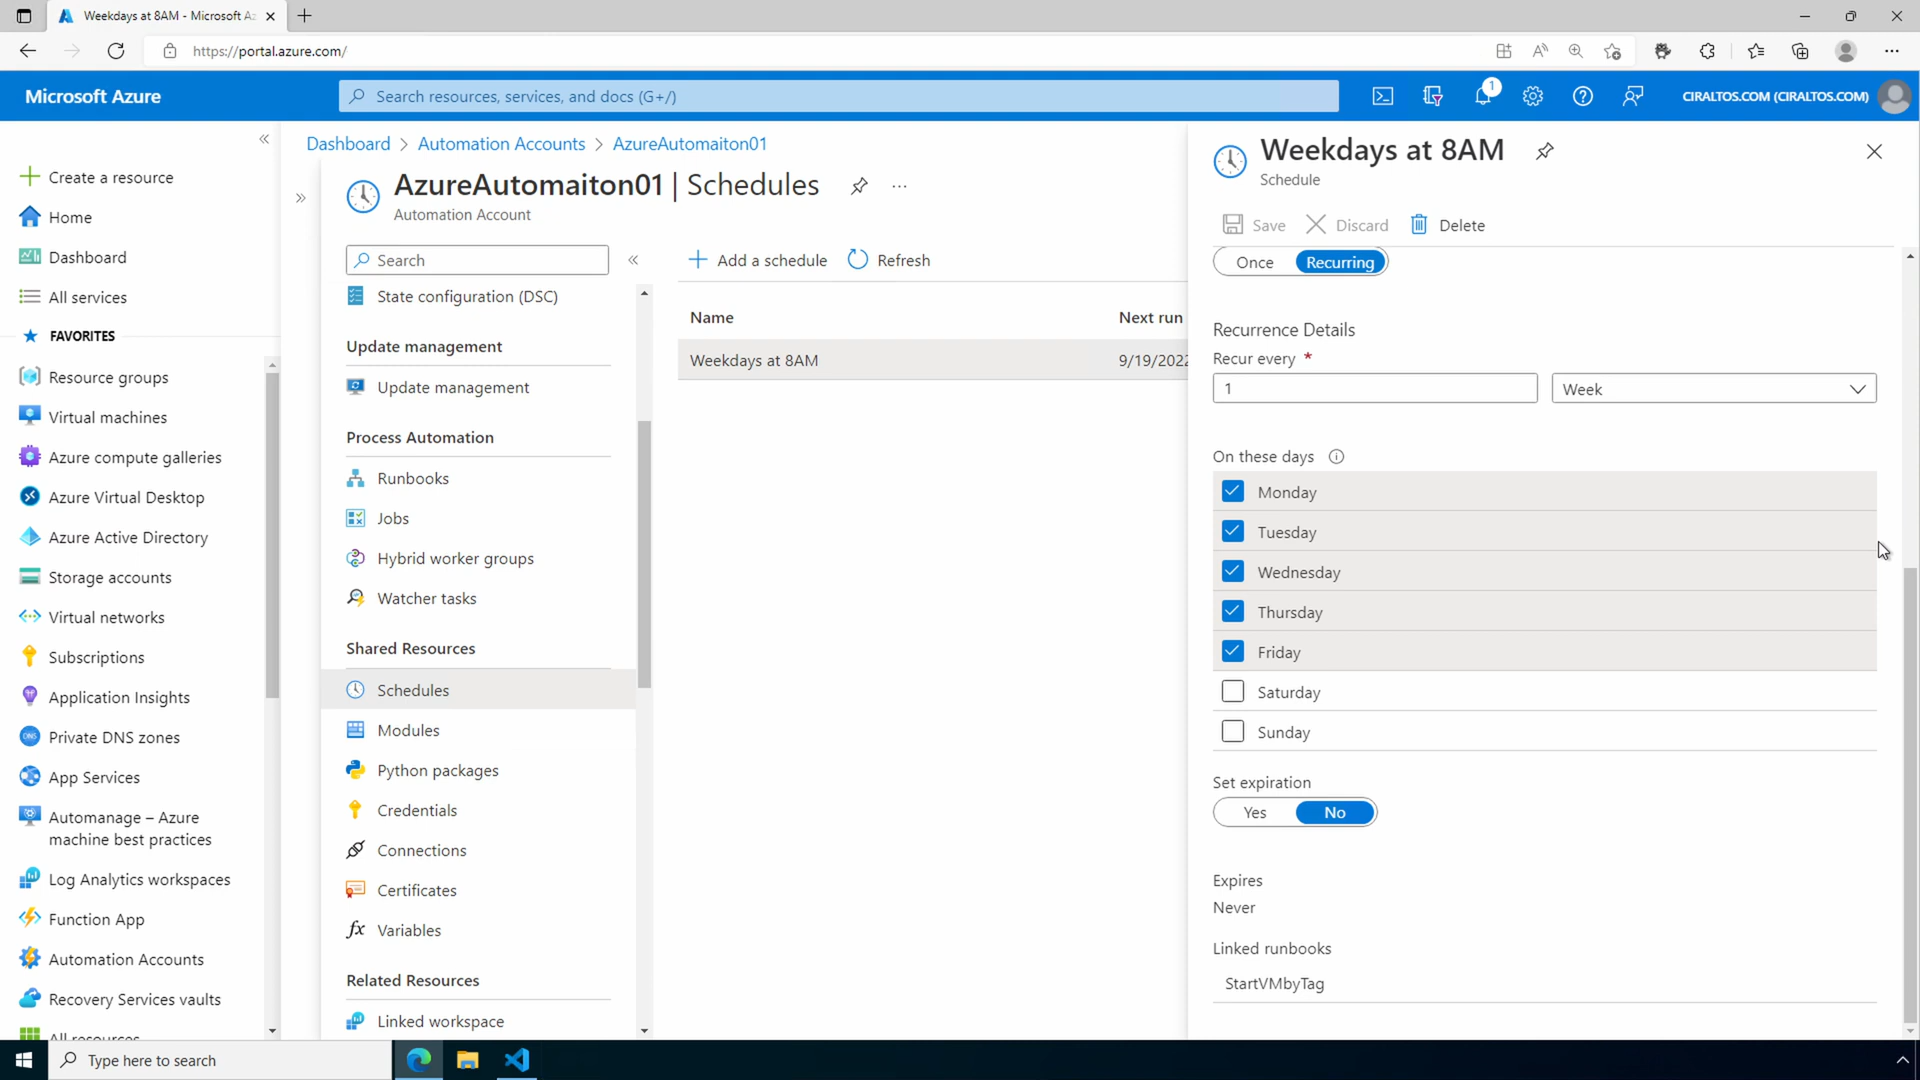 Weekdays at 8AM - Microsoft Az
https://portal.azure.com/
Microsoft Azure
Search resources, services, and docs (G+/)
1
CIRALTOS.COM (CIRALTOS.COM)
Create a resource
Home
Dashboard
All services
FAVORITES
Resource groups
Virtual machines
Azure compute galleries
Azure Virtual Desktop
Azure Active Directory
Storage accounts
Virtual networks
Subscriptions
Application Insights
Private DNS zones
App Services
Automanage – Azure
machine best practices
Log Analytics workspaces
Function App
Automation Accounts
Recovery Services vaults
All resources
Dashboard > Automation Accounts > AzureAutomaiton01
AzureAutomaiton01 | Schedules
Automation Account
Search
State configuration (DSC)
Update management
Update management
Process Automation
Runbooks
Jobs
Hybrid worker groups
Watcher tasks
Shared Resources
Schedules
Modules
Python packages
Credentials
Connections
Certificates
Variables
Related Resources
Linked workspace
Add a schedule
Refresh
Name
Next run
Weekdays at 8AM
9/19/2022
Weekdays at 8AM
Schedule
Save
Discard
Delete
Once
Recurring
Recurrence Details
Recur every *
1
Week
On these days
Monday
Tuesday
Wednesday
Thursday
Friday
Saturday
Sunday
Set expiration
Yes
No
Expires
Never
Linked runbooks
StartVMbyTag
Type here to search